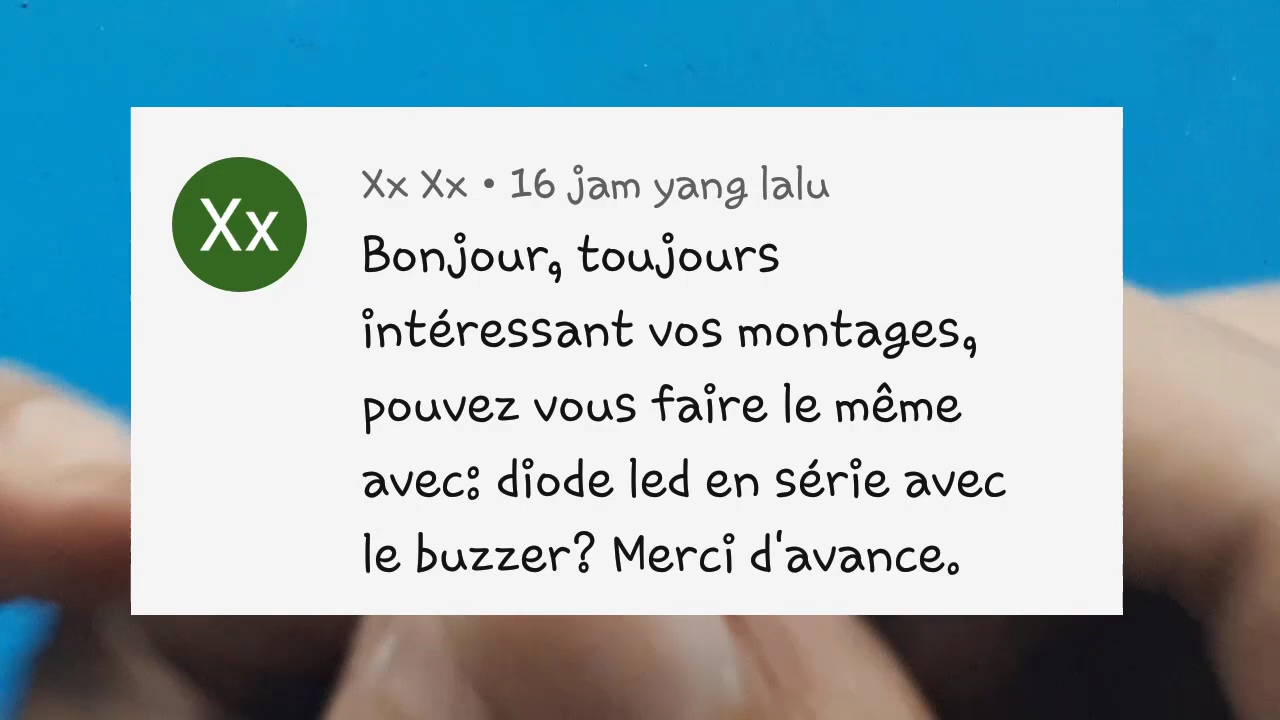 Xx
Xx Xx • 16 jam yang lalu
Bonjour, toujours
intéressant vos montages,
pouvez vous faire le même
avec: diode led en série avec
le buzzer? Merci d'avance.